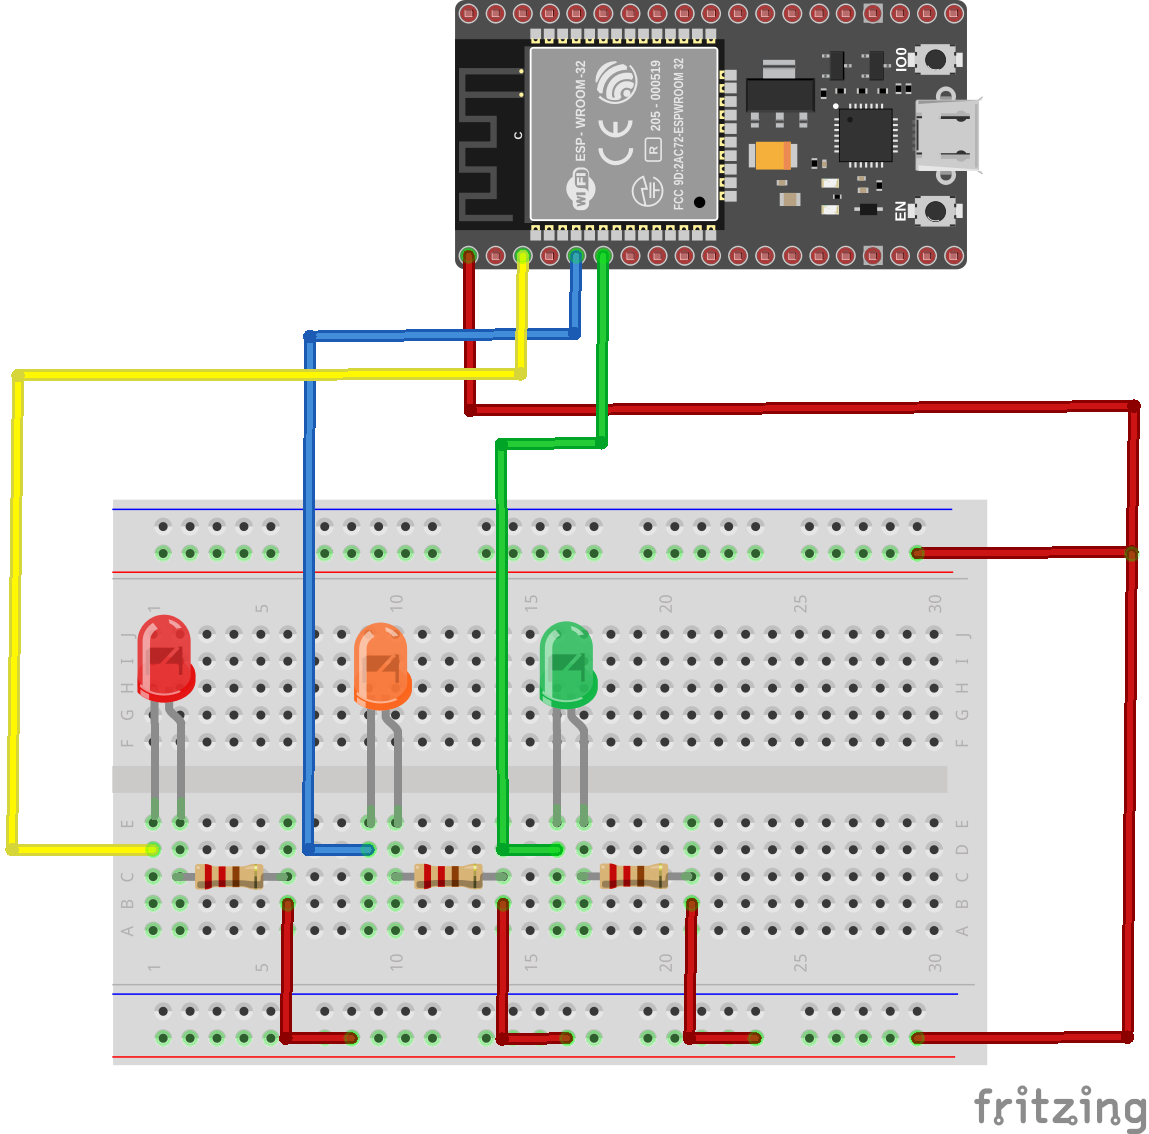 IO0
EN
C
WiFi
ESP - WROOM-32
CE
R
205 - 000519
FCC 9D:2AC72-ESPWROOM 32
1 5 10 15 20 25 30
J J
I I
H H
G G
F F
E E
D D
C C
B B
A A
1 5 10 15 20 25 30
fritzing